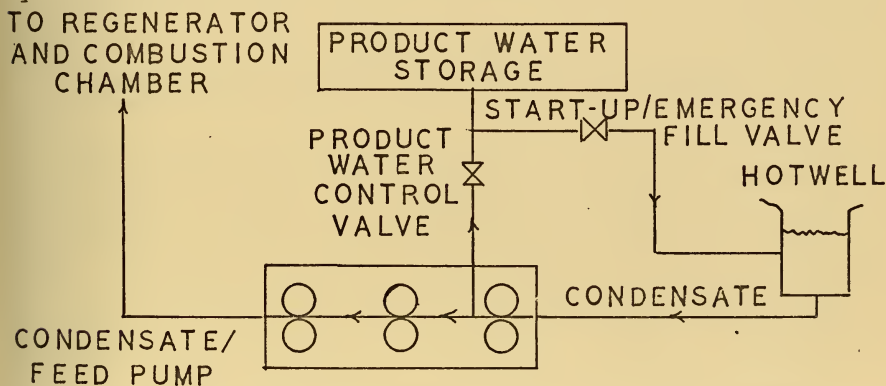 TO REGENERATOR
AND COMBUSTION
CHAMBER
PRODUCT WATER
STORAGE
START-UP/EMERGENCY
FILL VALVE
PRODUCT
WATER
CONTROL
VALVE
HOTWELL
CONDENSATE
CONDENSATE/
FEED PUMP